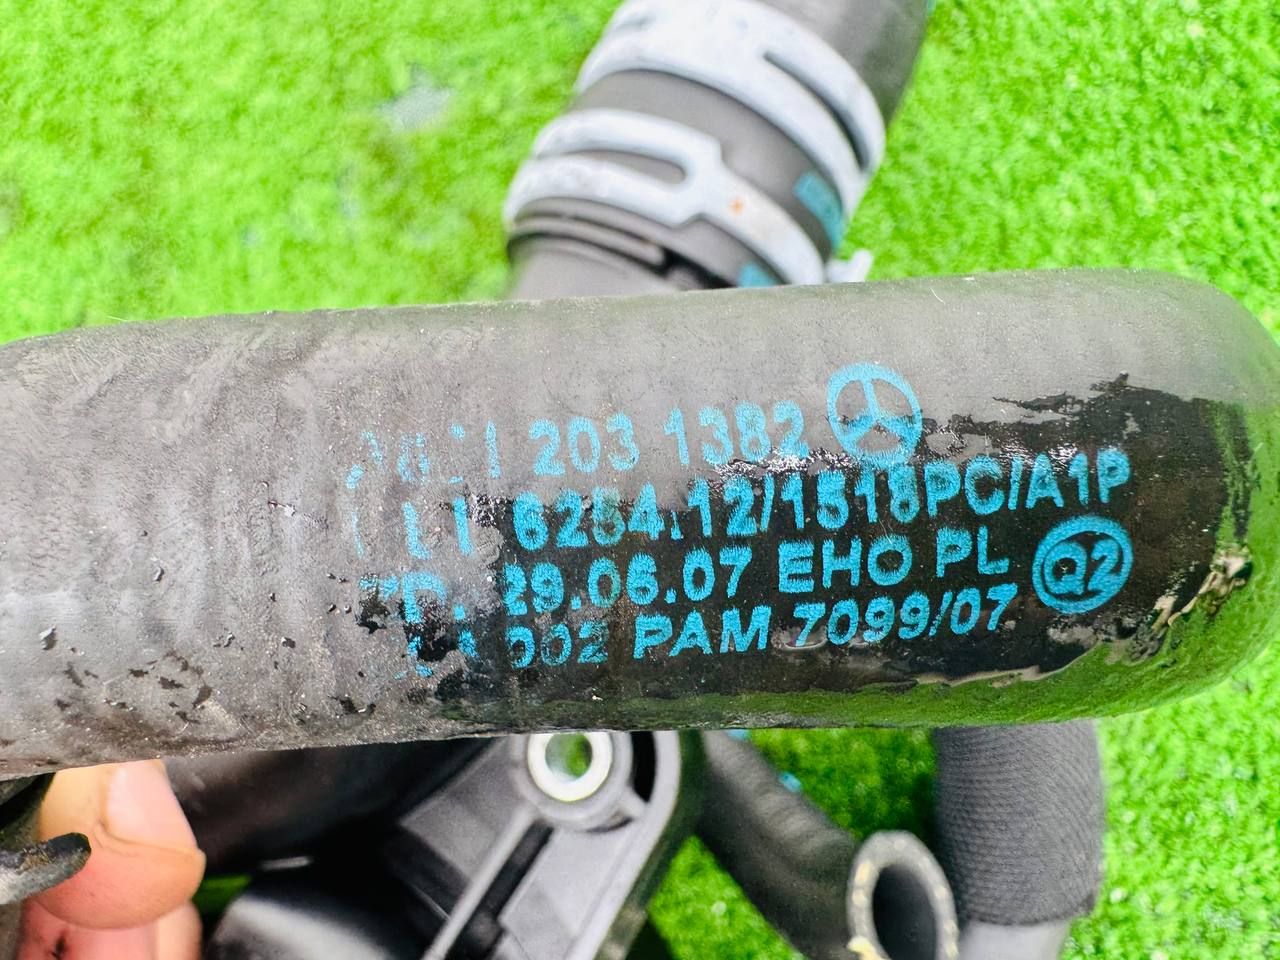 203 1382
6254.12/1518PC/A1P
29.06.07 EHO PL Q2
002 PAM 7099/07